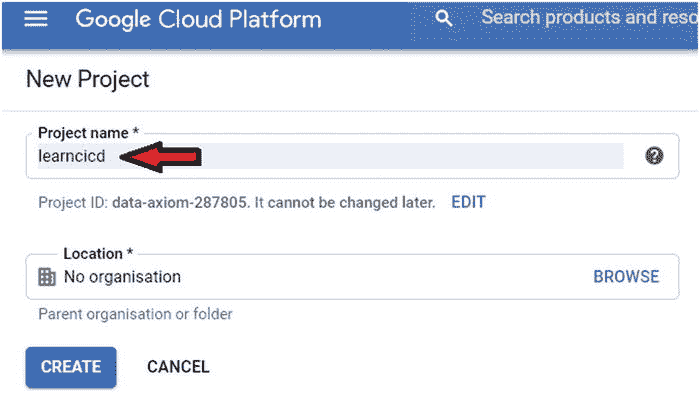 Google Cloud Platform
Search products and reso
New Project
Project name *
learncicd
Project ID: data-axiom-287805. It cannot be changed later. EDIT
Location *
No organisation BROWSE
Parent organisation or folder
CREATE CANCEL